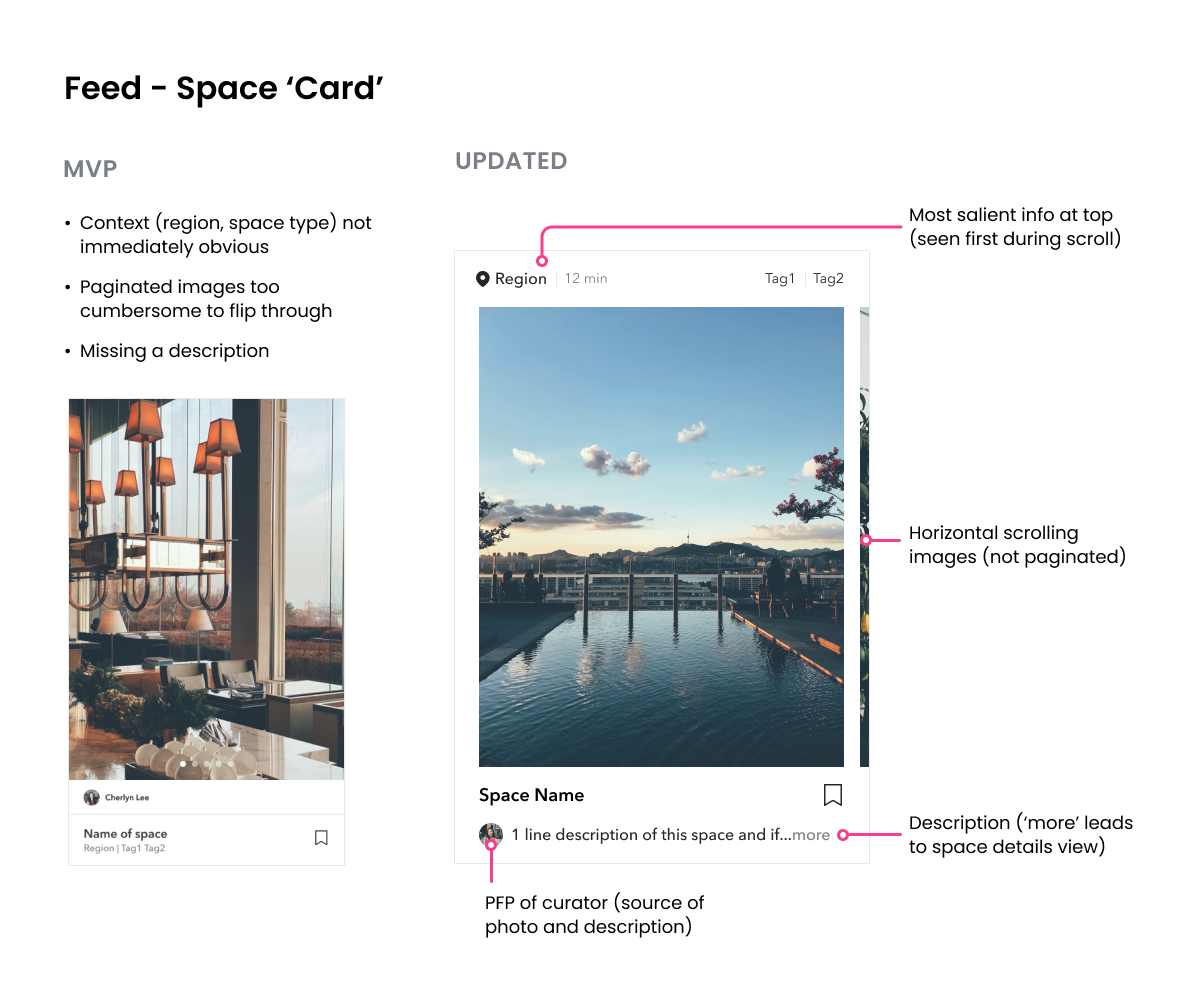 Feed - Space ‘Card’
MVP
• Context (region, space type) not
immediately obvious
• Paginated images too
cumbersome to flip through
• Missing a description
Cherlyn Lee
Name of space
Region | Tag1 Tag2
UPDATED
Most salient info at top
(seen first during scroll)
Region | 12 min
Tag1 | Tag2
Horizontal scrolling
images (not paginated)
Space Name
1 line description of this space and if...more
Description (‘more’ leads
to space details view)
PFP of curator (source of
photo and description)